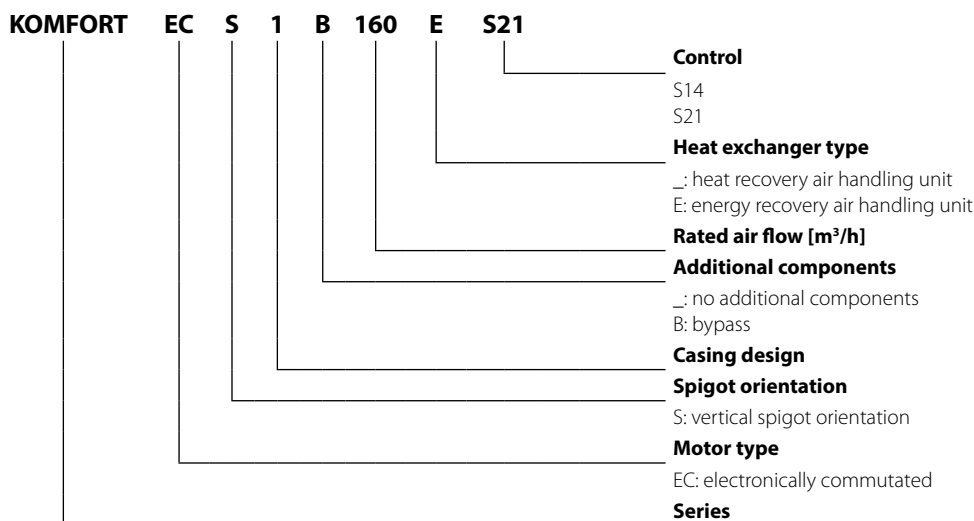 KOMFORT EC S 1 B 160 E S21
Control
S14
S21
Heat exchanger type
_: heat recovery air handling unit
E: energy recovery air handling unit
Rated air flow [m³/h]
Additional components
_: no additional components
B: bypass
Casing design
Spigot orientation
S: vertical spigot orientation
Motor type
EC: electronically commutated
Series